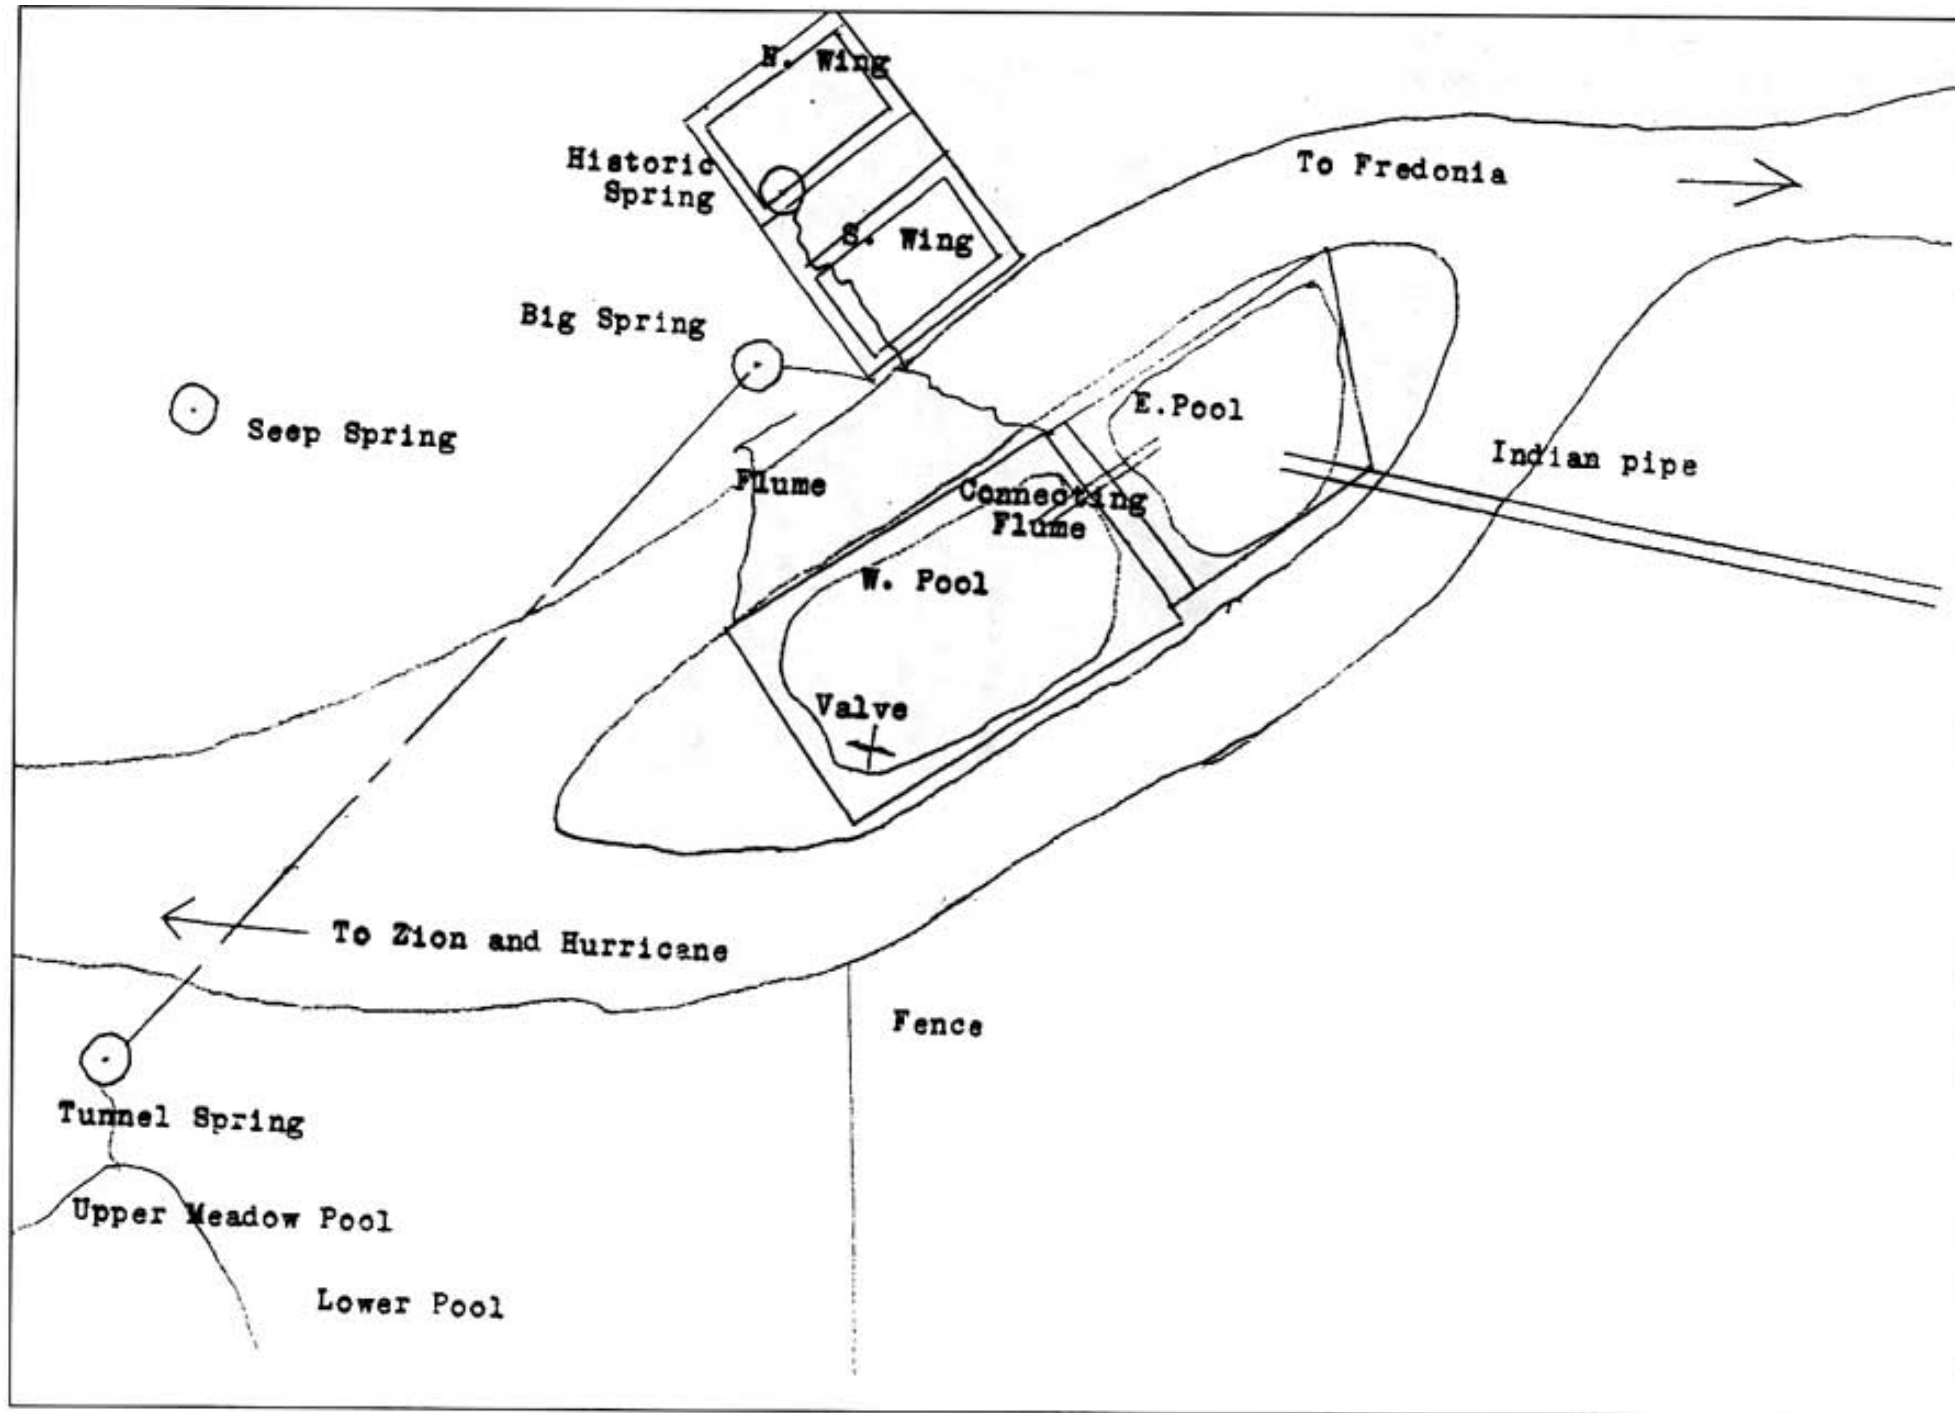 N. Wing
Historic
Spring
To Fredonia
S. Wing
Big Spring
E.Pool
Seep Spring
Indian pipe
Flume
Connecting
Flume
W. Pool
Valve
To Zion and Hurricane
Fence
Tunnel Spring
Upper Meadow Pool
Lower Pool